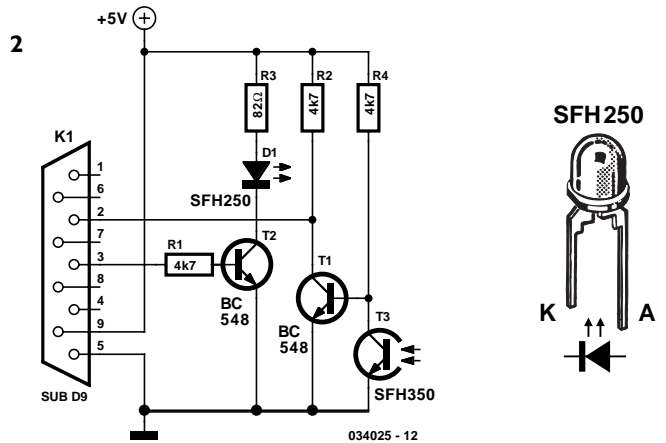 2
+5V
R3
R2
R4
82Ω
4k7
4k7
K1
1
6
2
7
3
8
4
9
5
SUB D9
D1
SFH250
R1
4k7
T2
BC
548
T1
BC
548
T3
SFH350
034025 - 12
SFH250
K
A